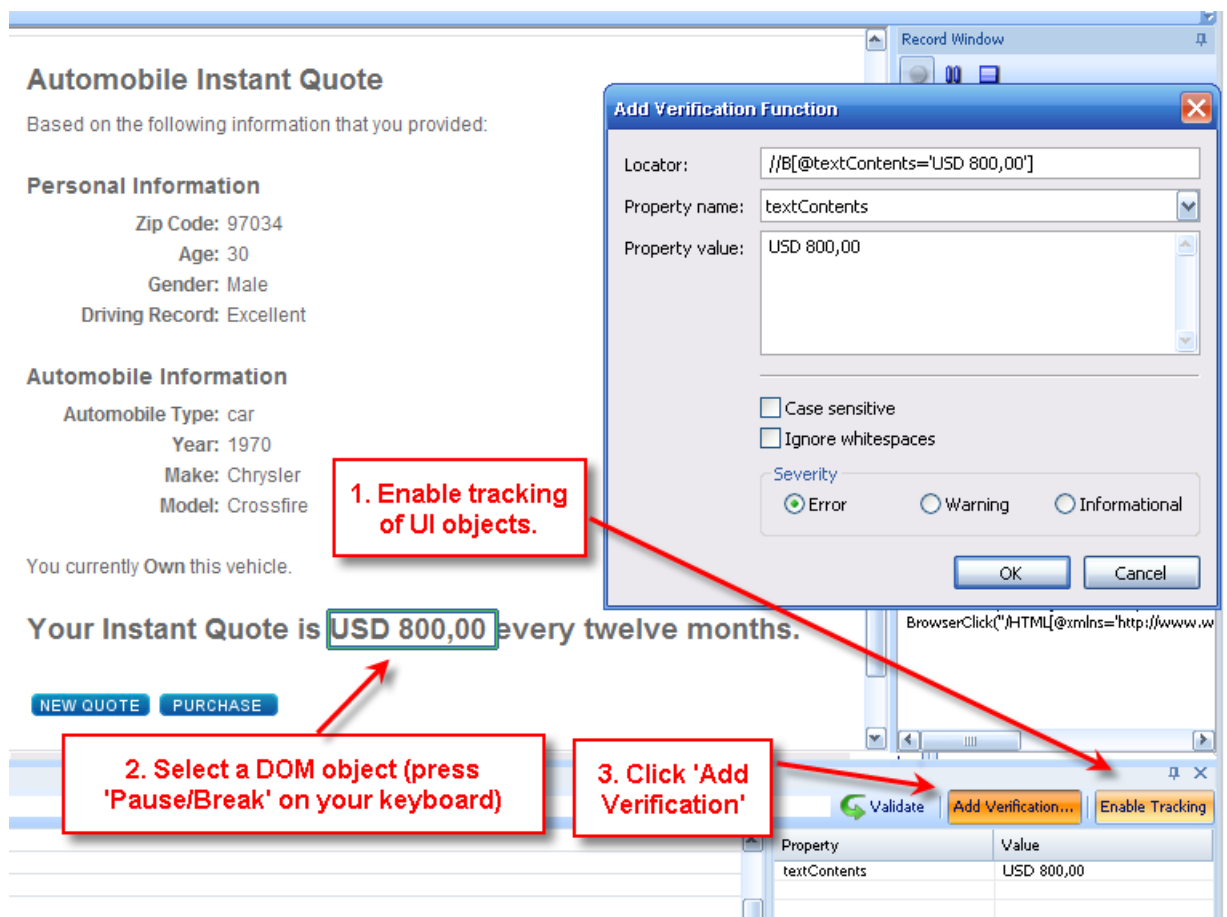 Record Window
Automobile Instant Quote
Based on the following information that you provided:
Personal Information
Zip Code: 97034
Age: 30
Gender: Male
Driving Record: Excellent
Automobile Information
Automobile Type: car
Year: 1970
Make: Chrysler
Model: Crossfire
You currently Own this vehicle.
Your Instant Quote is USD 800,00 every twelve months.
NEW QUOTE PURCHASE
Add Verification Function
Locator: //B[@textContents='USD 800,00']
Property name: textContents
Property value: USD 800,00
Case sensitive
Ignore whitespaces
Severity
Error Warning Informational
OK Cancel
BrowserClick("/HTML[@xmlns='http://www.w
1. Enable tracking
of UI objects.
2. Select a DOM object (press
'Pause/Break' on your keyboard)
3. Click 'Add
Verification'
Validate Add Verification... Enable Tracking
Property Value
textContents USD 800,00